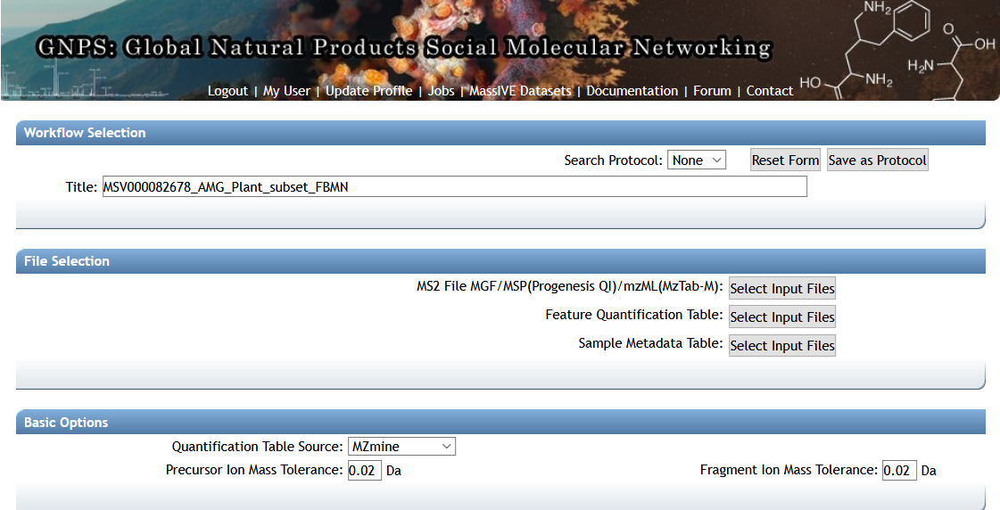 GNPS: Global Natural Products Social Molecular Networking
Logout | My User | Update Profile | Jobs | MassIVE Datasets | Documentation | Forum | Contact
NH2
O
OH
H2N
HO
NH2
Workflow Selection
Search Protocol: None Reset Form Save as Protocol
Title: MSV000082678_AMG_Plant_subset_FBMN
File Selection
MS2 File MGF/MSP(Progenesis QI)/mzML(MzTab-M): Select Input Files
Feature Quantification Table: Select Input Files
Sample Metadata Table: Select Input Files
Basic Options
Quantification Table Source: MZmine
Precursor Ion Mass Tolerance: 0.02 Da Fragment Ion Mass Tolerance: 0.02 Da